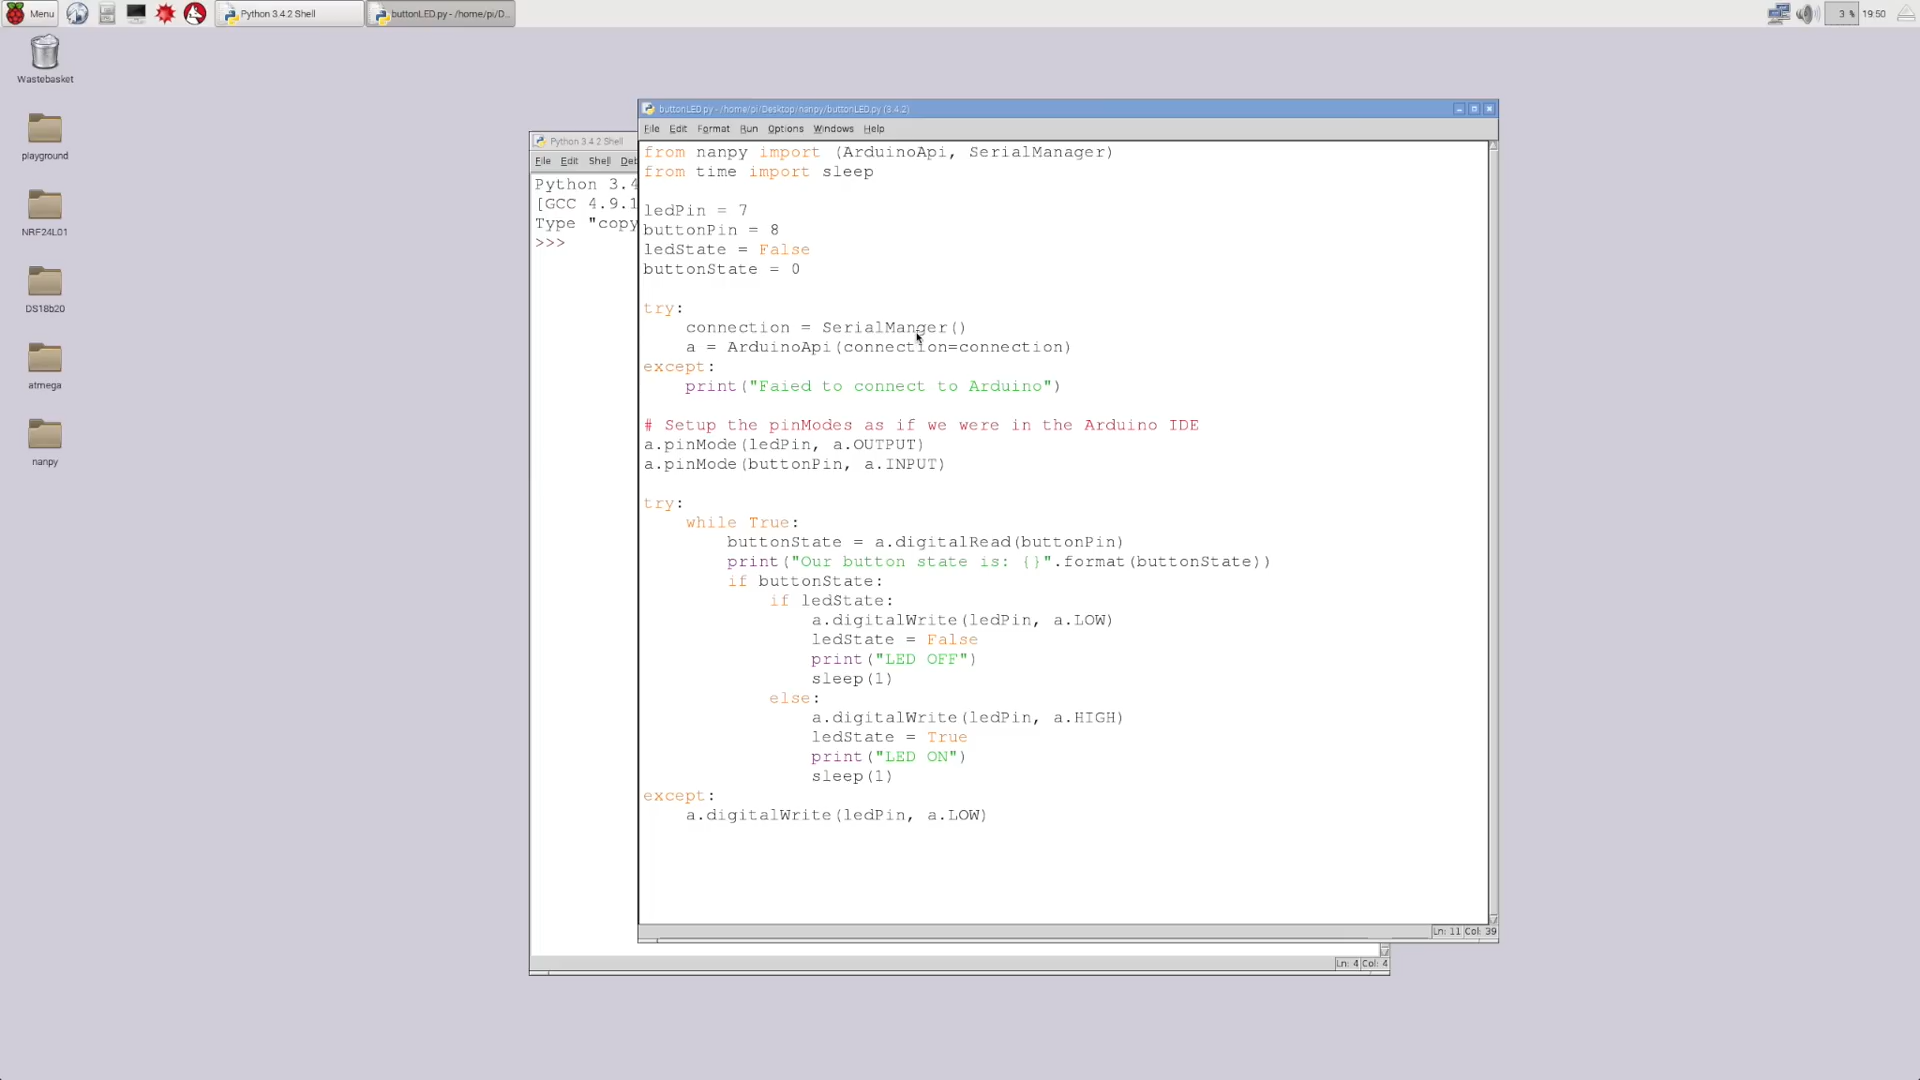 Menu
Python 3.4.2 Shell
buttonLED.py - /home/pi/D...
3 %
19:50
Wastebasket
playground
NRF24L01
DS18b20
atmega
nanpy
Python 3.4.2 Shell
File Edit Shell Deb
Python 3.4
[GCC 4.9.1
Type "copy
>>>
Ln: 4 Col: 4
buttonLED.py - /home/pi/Desktop/nanpy/buttonLED.py (3.4.2)
File Edit Format Run Options Windows Help
from nanpy import (ArduinoApi, SerialManager)
from time import sleep
ledPin = 7
buttonPin = 8
ledState = False
buttonState = 0
try:
connection = SerialManger()
a = ArduinoApi(connection=connection)
except:
print("Faied to connect to Arduino")
# Setup the pinModes as if we were in the Arduino IDE
a.pinMode(ledPin, a.OUTPUT)
a.pinMode(buttonPin, a.INPUT)
try:
while True:
buttonState = a.digitalRead(buttonPin)
print("Our button state is: {}".format(buttonState))
if buttonState:
if ledState:
a.digitalWrite(ledPin, a.LOW)
ledState = False
print("LED OFF")
sleep(1)
else:
a.digitalWrite(ledPin, a.HIGH)
ledState = True
print("LED ON")
sleep(1)
except:
a.digitalWrite(ledPin, a.LOW)
Ln: 11 Col: 39